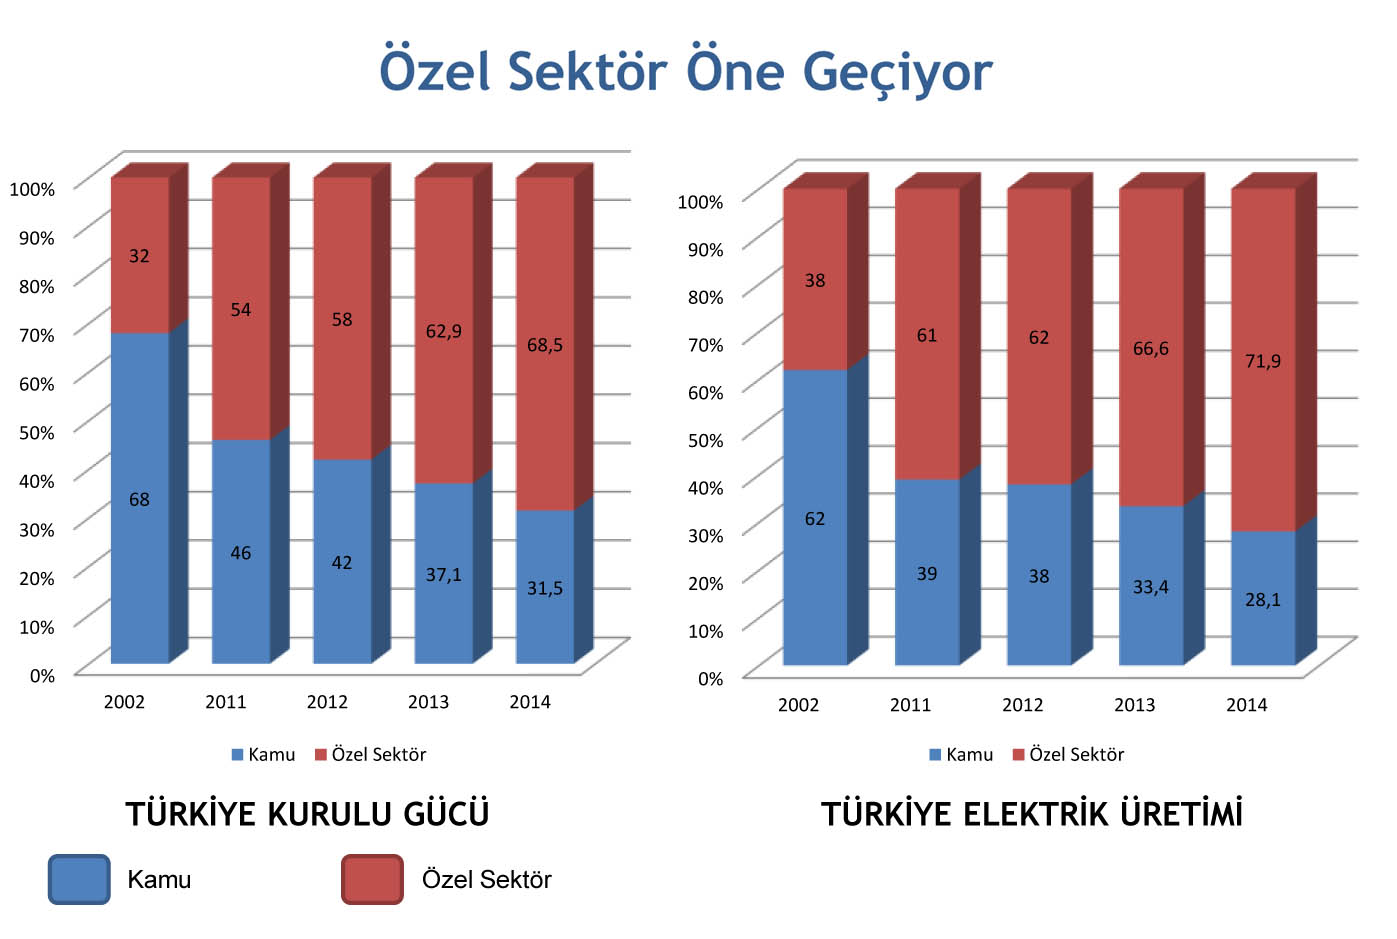 Özel Sektör Öne Geçiyor
100%
90%
80%
70%
60%
50%
40%
30%
20%
10%
0%
32 54 58 62,9 68,5
68 46 42 37,1 31,5
2002 2011 2012 2013 2014
Kamu Özel Sektör
TÜRKİYE KURULU GÜCÜ
100%
90%
80%
70%
60%
50%
40%
30%
20%
10%
0%
38 61 62 66,6 71,9
62 39 38 33,4 28,1
2002 2011 2012 2013 2014
Kamu Özel Sektör
TÜRKİYE ELEKTRİK ÜRETİMİ
Kamu Özel Sektör